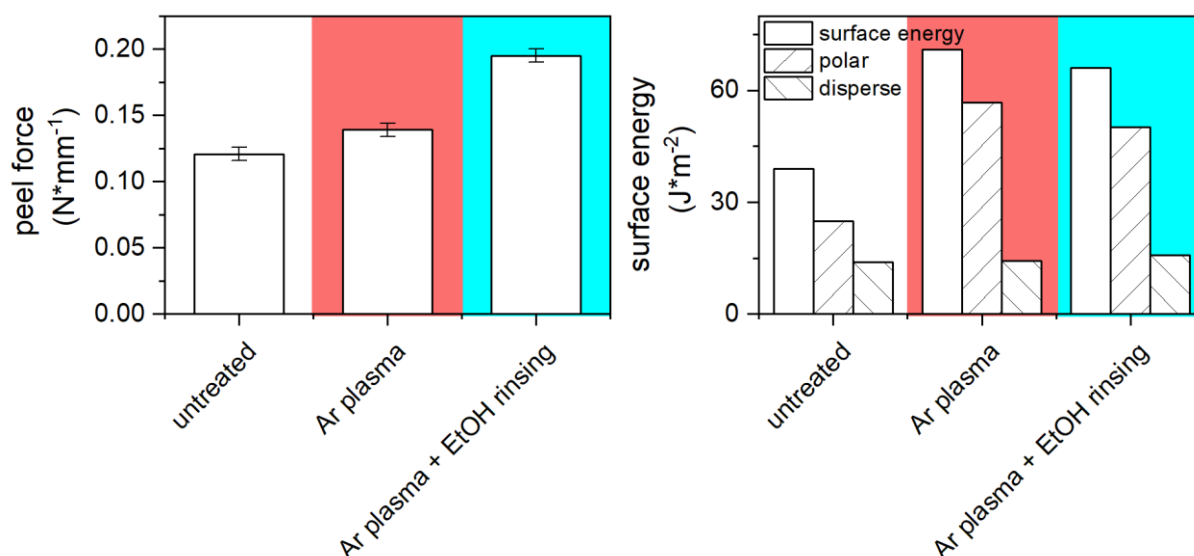 peel force
(N*mm⁻¹)
0.20
0.15
0.10
0.05
0.00
untreated
Ar plasma
Ar plasma + EtOH rinsing
surface energy
(J*m⁻²)
60
30
0
surface energy
polar
disperse
untreated
Ar plasma
Ar plasma + EtOH rinsing